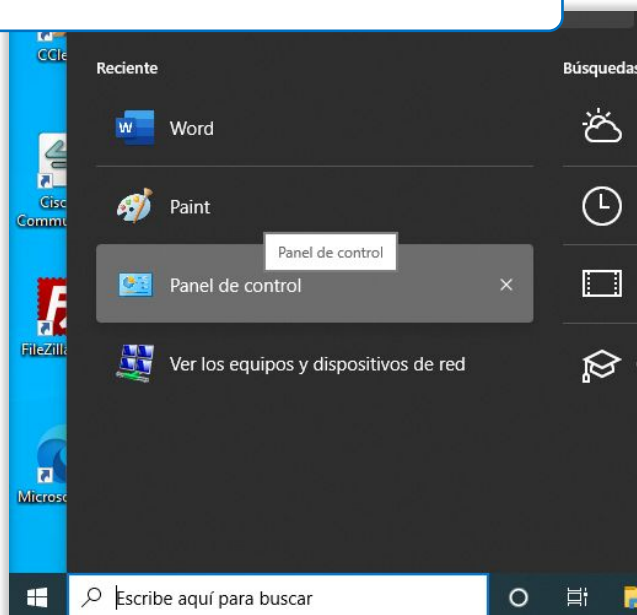 Reciente
Búsquedas
Word
Paint
Panel de control
Panel de control
Ver los equipos y dispositivos de red
FileZilla
Escribe aquí para buscar